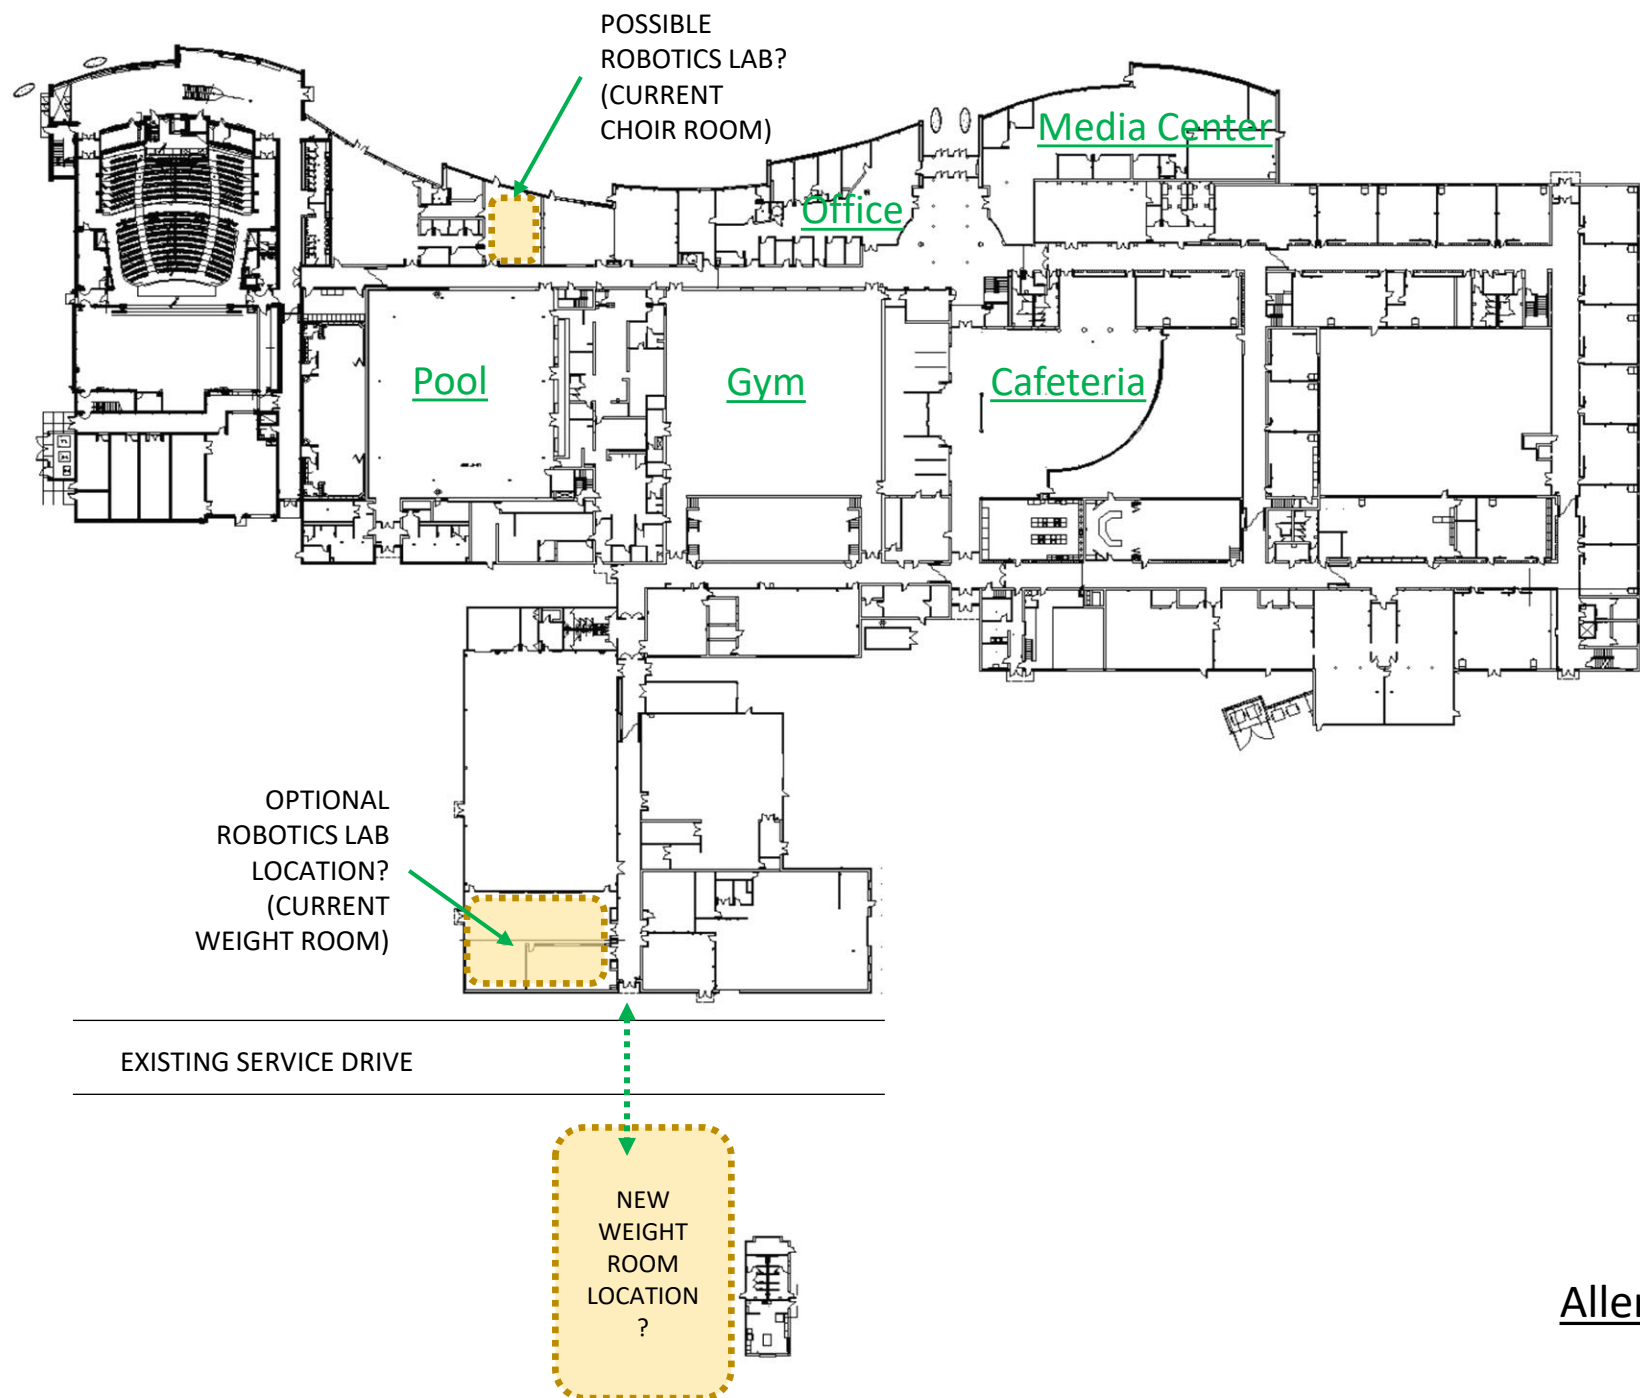 POSSIBLE
ROBOTICS LAB?
(CURRENT
CHOIR ROOM)
Media Center
Office
Pool
Gym
Cafeteria
OPTIONAL
ROBOTICS LAB
LOCATION?
(CURRENT
WEIGHT ROOM)
EXISTING SERVICE DRIVE
NEW
WEIGHT
ROOM
LOCATION
?